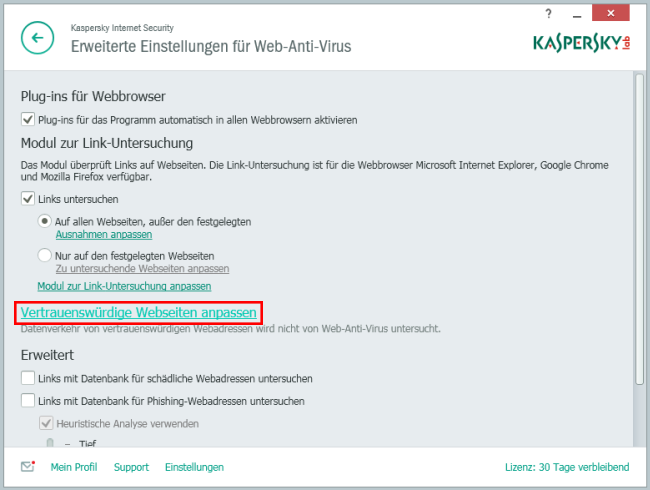 ?
Kaspersky Internet Security
Erweiterte Einstellungen für Web-Anti-Virus
KASPERSKY lab
Plug-ins für Webbrowser
Plug-ins für das Programm automatisch in allen Webbrowsern aktivieren
Modul zur Link-Untersuchung
Das Modul überprüft Links auf Webseiten. Die Link-Untersuchung ist für die Webbrowser Microsoft Internet Explorer, Google Chrome
und Mozilla Firefox verfügbar.
Links untersuchen
Auf allen Webseiten, außer den festgelegten
Ausnahmen anpassen
Nur auf den festgelegten Webseiten
Zu untersuchende Webseiten anpassen
Modul zur Link-Untersuchung anpassen
Vertrauenswürdige Webseiten anpassen
Datenverkehr von vertrauenswürdigen Webadressen wird nicht von Web-Anti-Virus untersucht.
Erweitert
Links mit Datenbank für schädliche Webadressen untersuchen
Links mit Datenbank für Phishing-Webadressen untersuchen
Heuristische Analyse verwenden
Tief
Mein Profil Support Einstellungen Lizenz: 30 Tage verbleibend